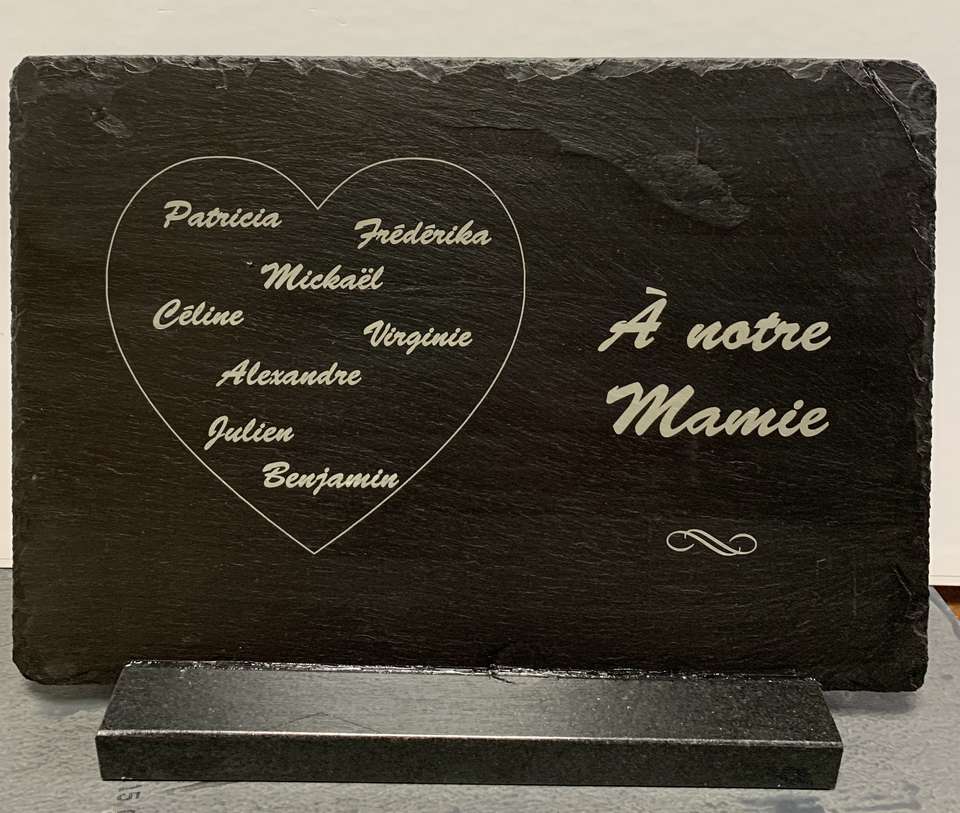 Patricia
Frédérika
Mickaël
Céline
Virginie
Alexandre
Julien
Benjamin
À notre
Mamie